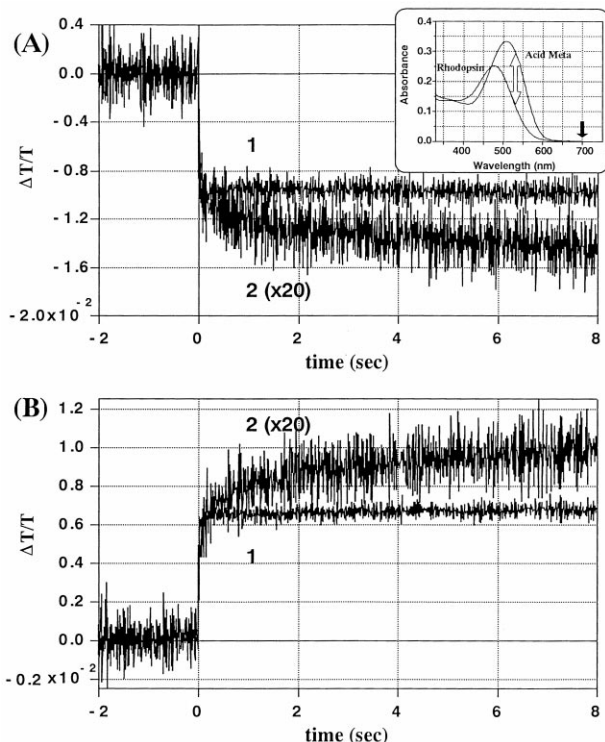 (A)
0.4
0.0
- 0.4
- 0.8
- 1.2
- 1.6
- 2.0x10 -2
ΔT/T
1
2 (x20)
- 2
0
2
4
6
8
time (sec)
0.4
0.3
0.2
0.1
0.0
Absorbance
Rhodopsin
Acid Meta
400
500
600
700
Wavelength (nm)
(B)
1.2
1.0
0.8
0.6
0.4
0.2
0.0
- 0.2 x10 -2
ΔT/T
2 (x20)
1
-2
0
2
4
6
8
time (sec)